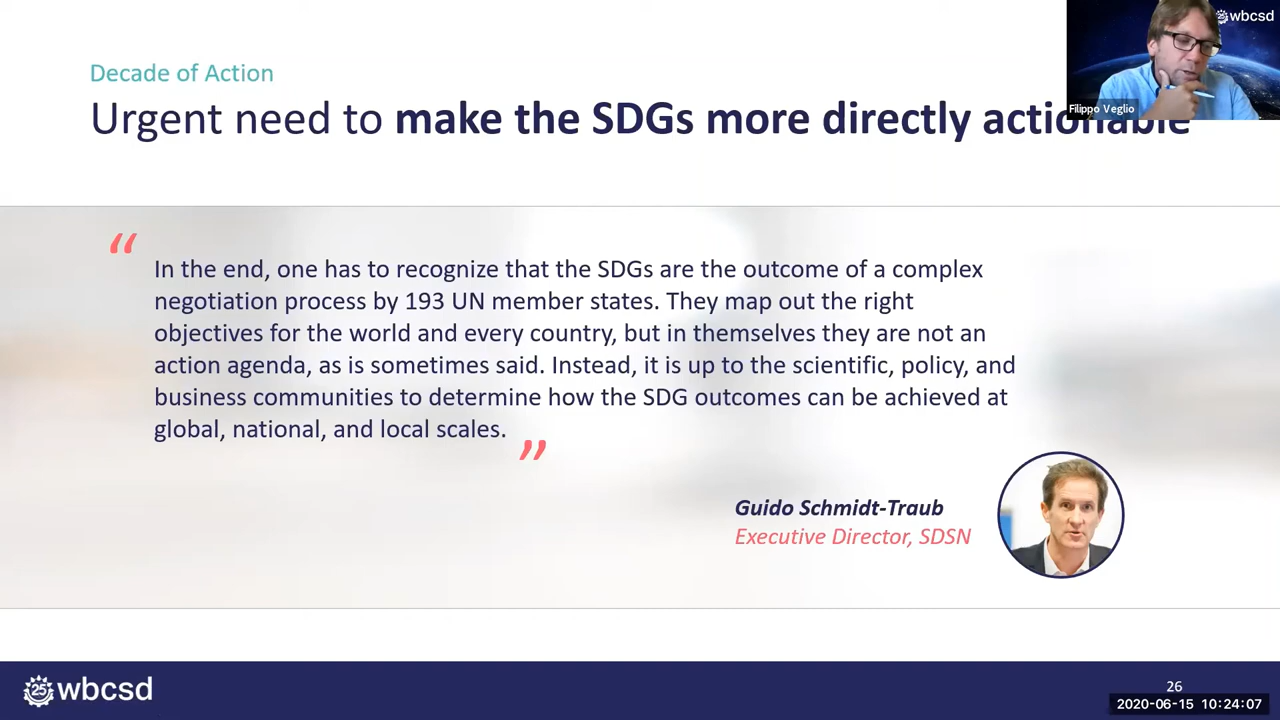 wbcsd
Filippo Veglio
Decade of Action
Urgent need to make the SDGs more directly actionable
“
In the end, one has to recognize that the SDGs are the outcome of a complex
negotiation process by 193 UN member states. They map out the right
objectives for the world and every country, but in themselves they are not an
action agenda, as is sometimes said. Instead, it is up to the scientific, policy, and
business communities to determine how the SDG outcomes can be achieved at
global, national, and local scales.
”
Guido Schmidt-Traub
Executive Director, SDSN
25 wbcsd
26
2020-06-15 10:24:07